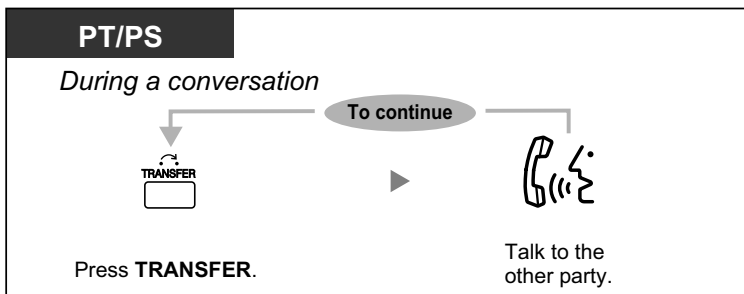 PT/PS
During a conversation
To continue
TRANSFER
Press TRANSFER.
Talk to the
other party.